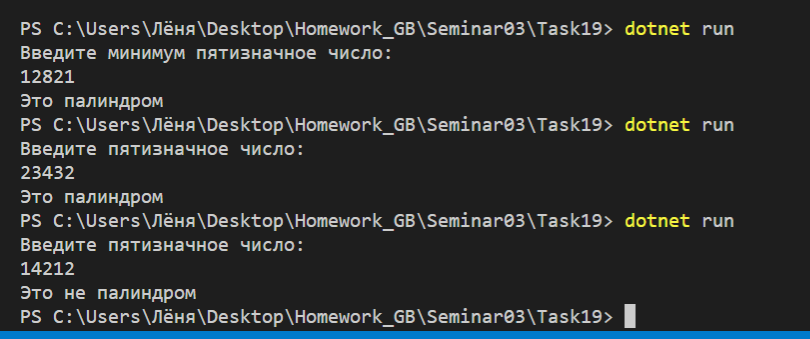 PS C:\Users\Лёня\Desktop\Homework_GB\Seminar03\Task19> dotnet run
Введите минимум пятизначное число:
12821
Это палиндром
PS C:\Users\Лёня\Desktop\Homework_GB\Seminar03\Task19> dotnet run
Введите пятизначное число:
23432
Это палиндром
PS C:\Users\Лёня\Desktop\Homework_GB\Seminar03\Task19> dotnet run
Введите пятизначное число:
14212
Это не палиндром
PS C:\Users\Лёня\Desktop\Homework_GB\Seminar03\Task19>